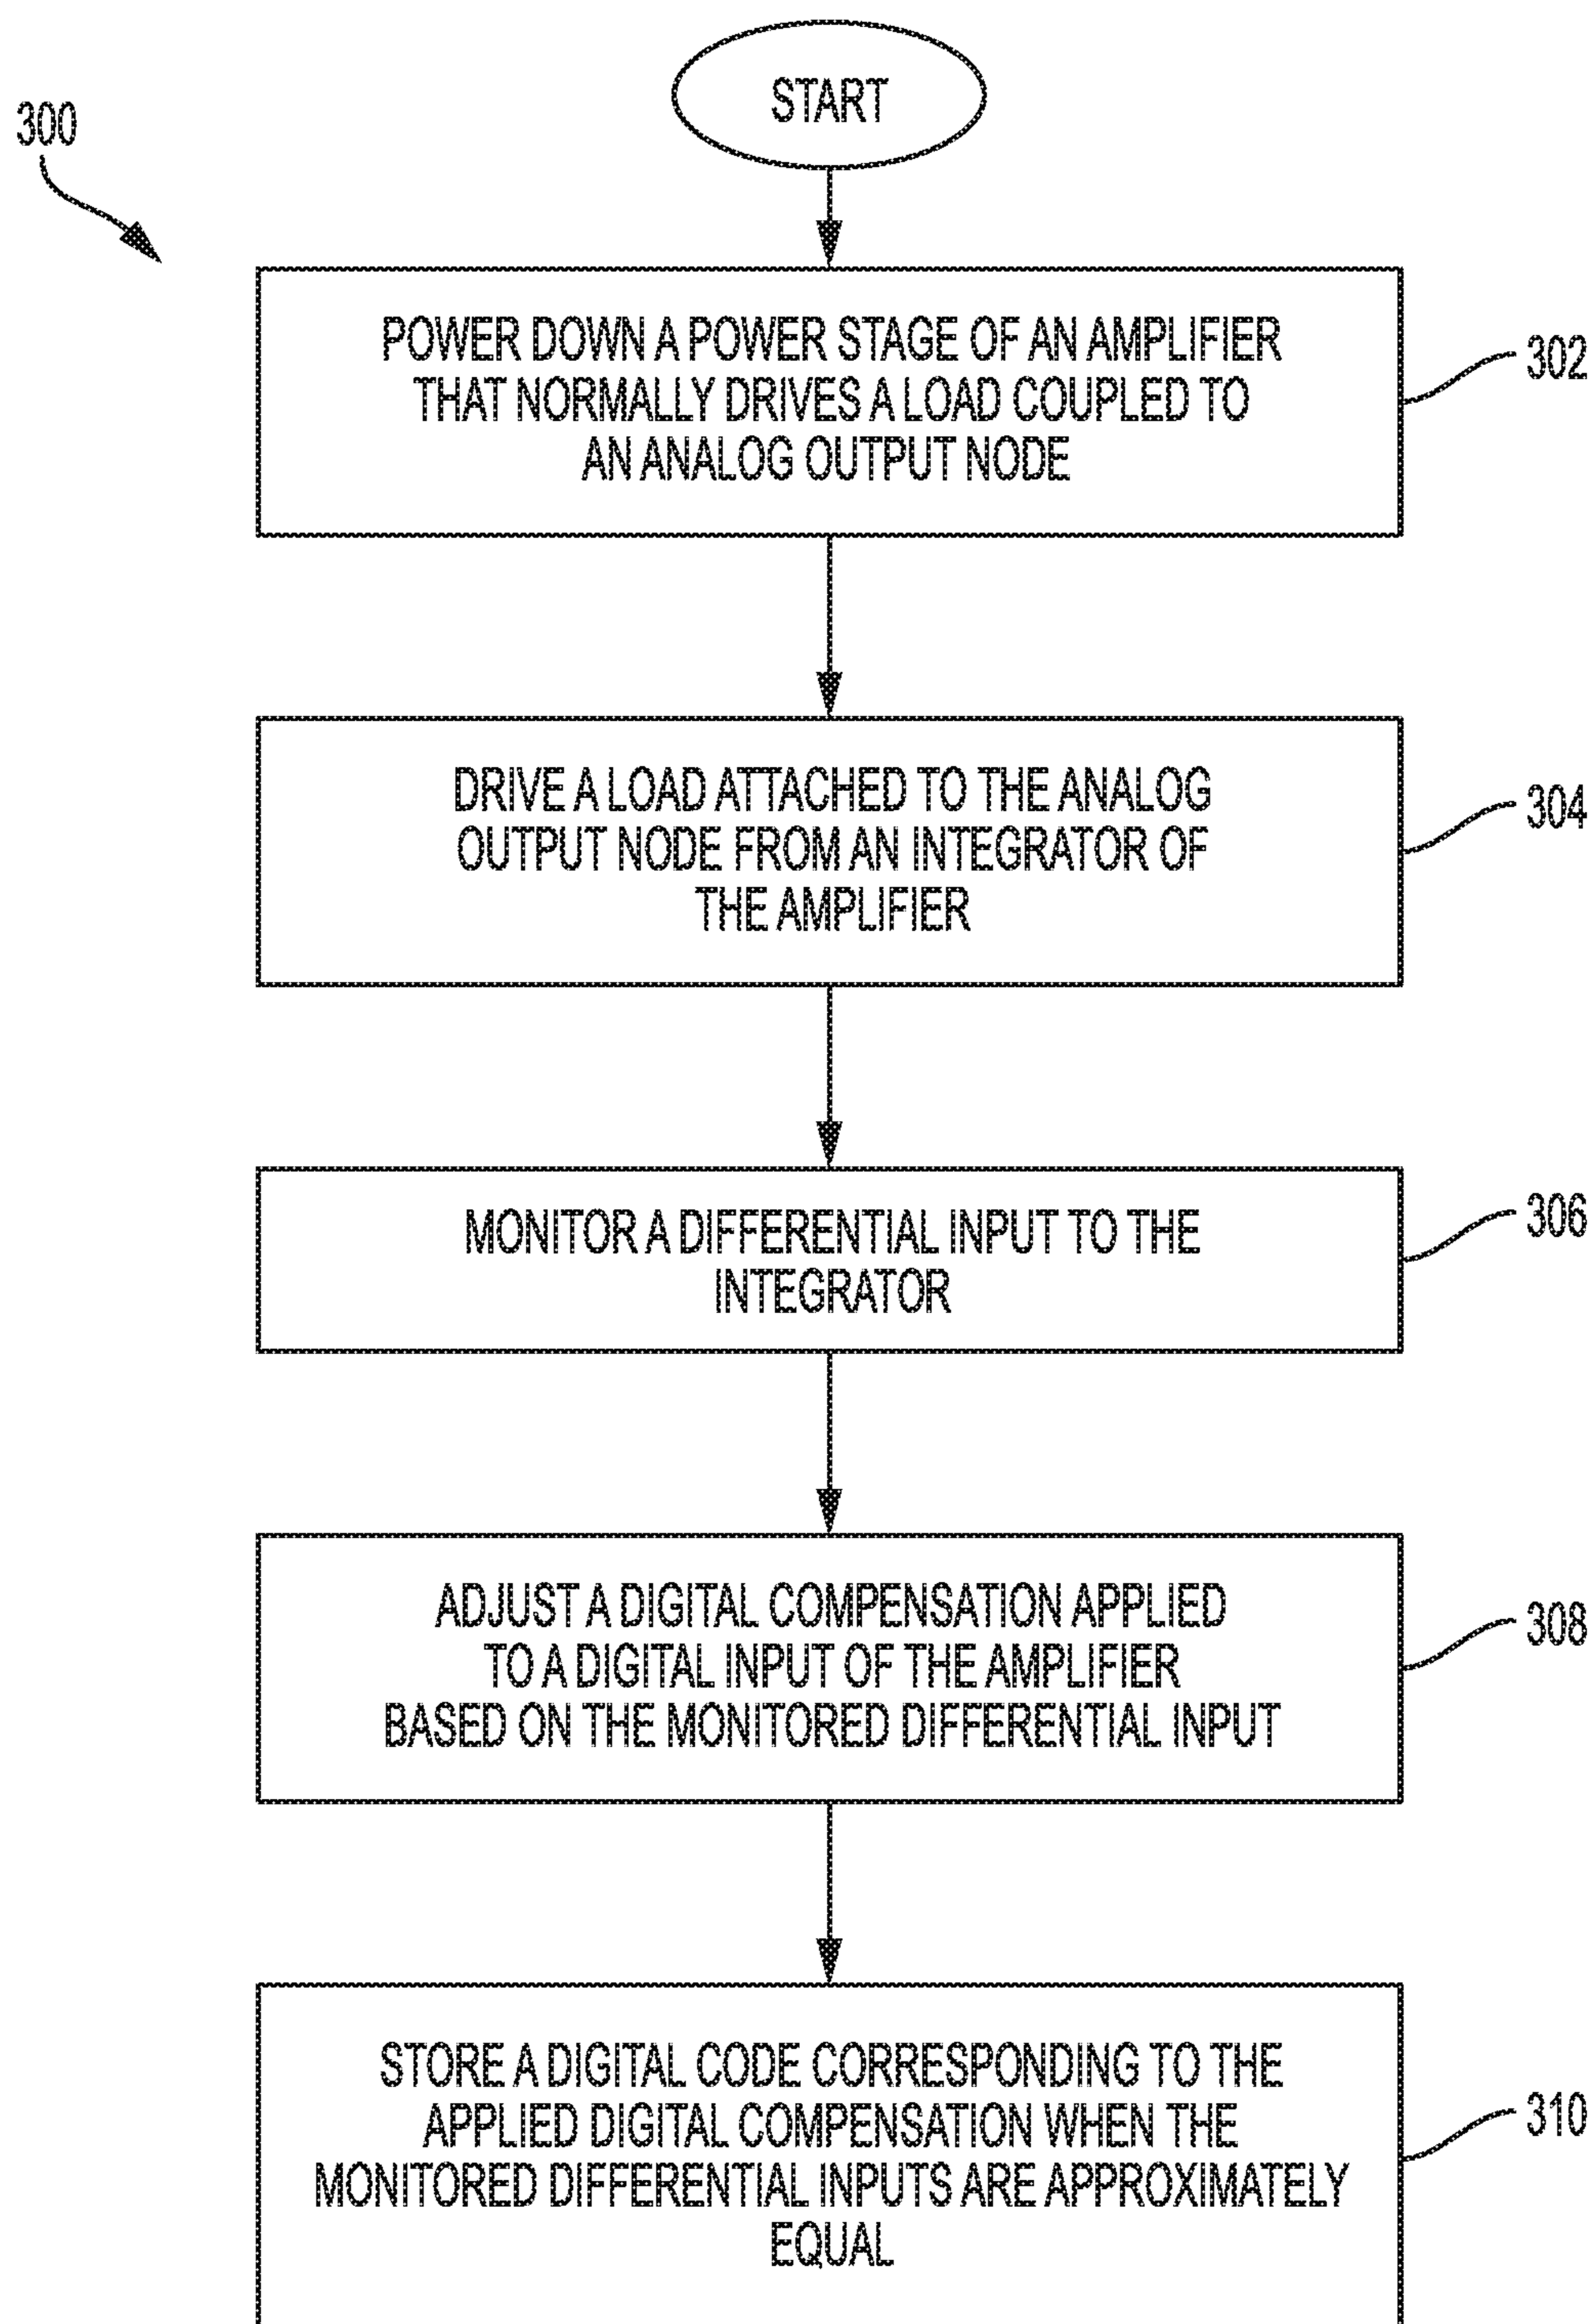 START
300
POWER DOWN A POWER STAGE OF AN AMPLIFIER
THAT NORMALLY DRIVES A LOAD COUPLED TO
AN ANALOG OUTPUT NODE
302
DRIVE A LOAD ATTACHED TO THE ANALOG
OUTPUT NODE FROM AN INTEGRATOR OF
THE AMPLIFIER
304
MONITOR A DIFFERENTIAL INPUT TO THE
INTEGRATOR
306
ADJUST A DIGITAL COMPENSATION APPLIED
TO A DIGITAL INPUT OF THE AMPLIFIER
BASED ON THE MONITORED DIFFERENTIAL INPUT
308
STORE A DIGITAL CODE CORRESPONDING TO THE
APPLIED DIGITAL COMPENSATION WHEN THE
MONITORED DIFFERENTIAL INPUTS ARE APPROXIMATELY
EQUAL
310